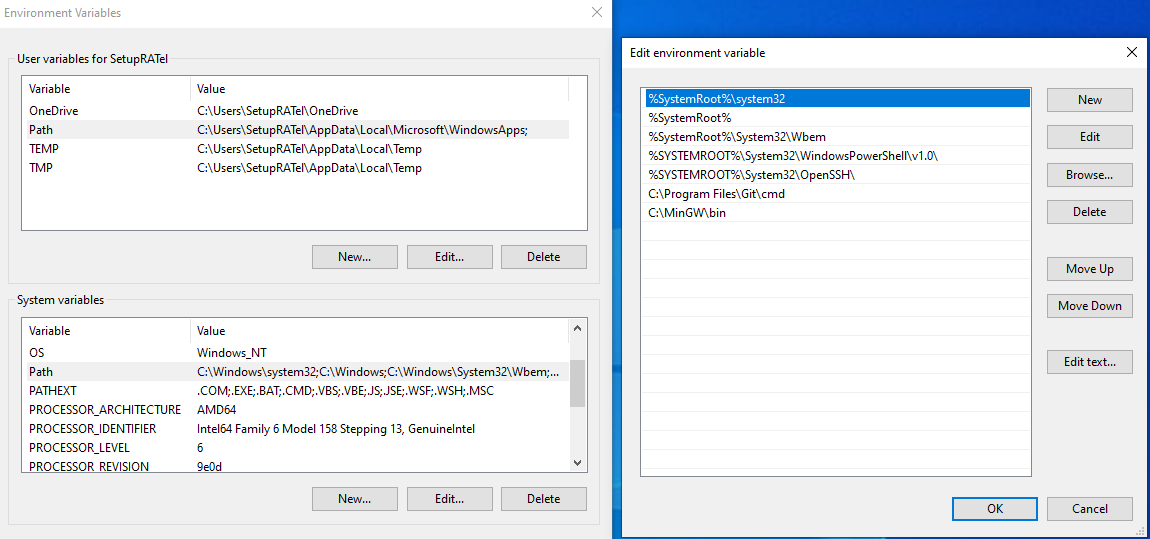 Environment Variables
User variables for SetupRATel
Variable Value
OneDrive C:\Users\SetupRATel\OneDrive
Path C:\Users\SetupRATel\AppData\Local\Microsoft\WindowsApps;
TEMP C:\Users\SetupRATel\AppData\Local\Temp
TMP C:\Users\SetupRATel\AppData\Local\Temp
New... Edit... Delete
System variables
Variable Value
OS Windows_NT
Path C:\Windows\system32;C:\Windows;C:\Windows\System32\Wbem;...
PATHEXT .COM;.EXE;.BAT;.CMD;.VBS;.VBE;.JS;.JSE;.WSF;.WSH;.MSC
PROCESSOR_ARCHITECTURE AMD64
PROCESSOR_IDENTIFIER Intel64 Family 6 Model 158 Stepping 13, GenuineIntel
PROCESSOR_LEVEL 6
PROCESSOR_REVISION 9e0d
New... Edit... Delete
Edit environment variable
%SystemRoot%\system32
%SystemRoot%
%SystemRoot%\System32\Wbem
%SYSTEMROOT%\System32\WindowsPowerShell\v1.0\
%SYSTEMROOT%\System32\OpenSSH\
C:\Program Files\Git\cmd
C:\MinGW\bin
New
Edit
Browse...
Delete
Move Up
Move Down
Edit text...
OK Cancel